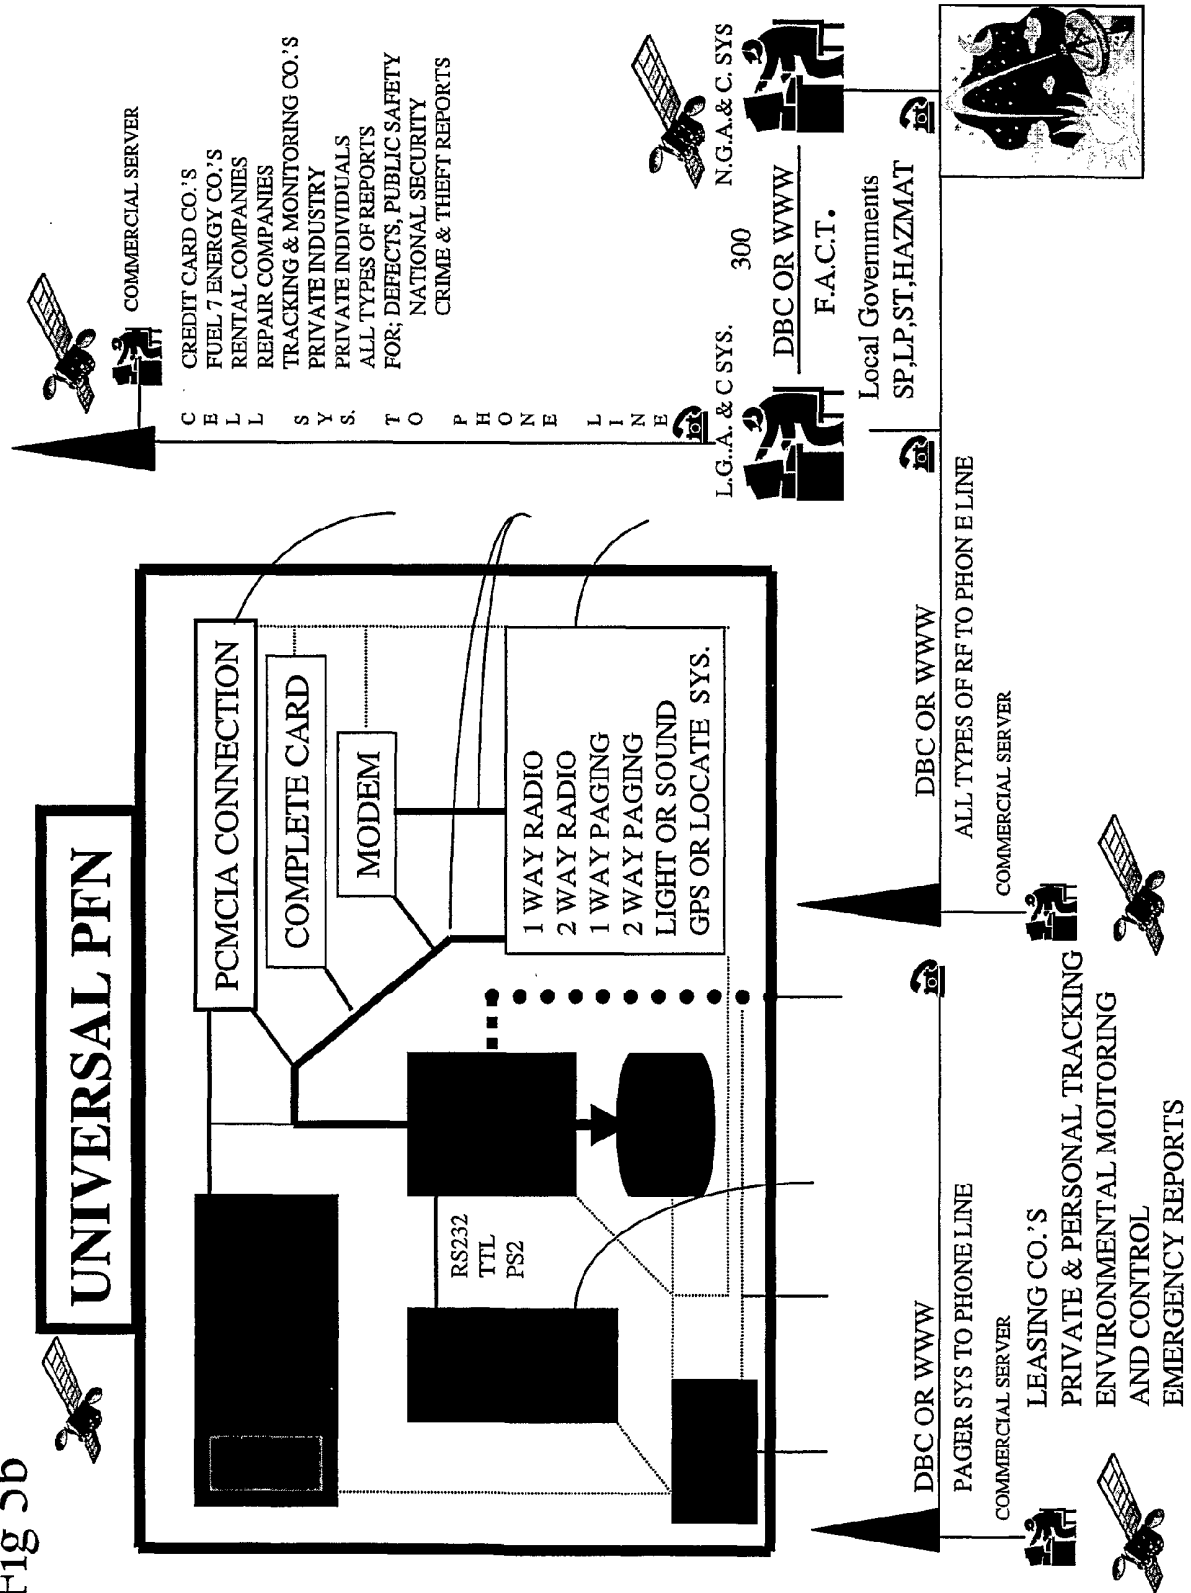 Fig 5b
UNIVERSAL PFN
PCMCIA CONNECTION
COMPLETE CARD
MODEM
1 WAY RADIO
2 WAY RADIO
1 WAY PAGING
2 WAY PAGING
LIGHT OR SOUND
GPS OR LOCATE SYS.
RS232
TTL
PS2
COMMERCIAL SERVER
CELL SYS. TO PHONE LINE
CREDIT CARD CO.'S
FUEL 7 ENERGY CO.'S
RENTAL COMPANIES
REPAIR COMPANIES
TRACKING & MONITORING CO.'S
PRIVATE INDUSTRY
PRIVATE INDIVIDUALS
ALL TYPES OF REPORTS
FOR; DEFECTS, PUBLIC SAFETY
NATIONAL SECURITY
CRIME & THEFT REPORTS
L.G..A. & C SYS.
300
N.G.A.& C. SYS
DBC OR WWW
F.A.C.T.
Local Governments
SP,LP,ST,HAZMAT
DBC OR WWW
PAGER SYS TO PHONE LINE
COMMERCIAL SERVER
LEASING CO.'S
PRIVATE & PERSONAL TRACKING
ENVIRONMENTAL MOITORING
AND CONTROL
EMERGENCY REPORTS
DBC OR WWW
ALL TYPES OF RF TO PHON E LINE
COMMERCIAL SERVER